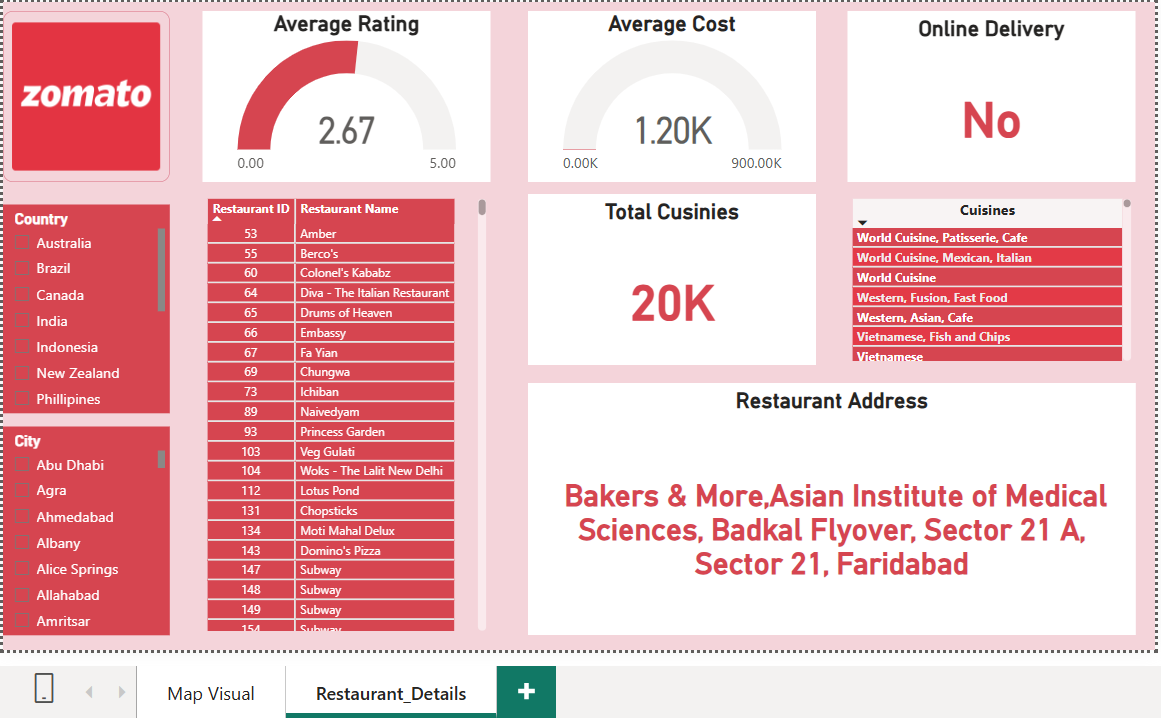 zomato
Average Rating
2.67
0.00 5.00
Average Cost
1.20K
0.00K 900.00K
Online Delivery
No
Country
Australia
Brazil
Canada
India
Indonesia
New Zealand
Phillipines
City
Abu Dhabi
Agra
Ahmedabad
Albany
Alice Springs
Allahabad
Amritsar
Restaurant ID Restaurant Name
53 Amber
55 Berco's
60 Colonel's Kababz
64 Diva - The Italian Restaurant
65 Drums of Heaven
66 Embassy
67 Fa Yian
69 Chungwa
73 Ichiban
89 Naivedyam
93 Princess Garden
103 Veg Gulati
104 Woks - The Lalit New Delhi
112 Lotus Pond
131 Chopsticks
134 Moti Mahal Delux
143 Domino's Pizza
147 Subway
148 Subway
149 Subway
154 Subway
Total Cusinies
20K
Cuisines
World Cuisine, Patisserie, Cafe
World Cuisine, Mexican, Italian
World Cuisine
Western, Fusion, Fast Food
Western, Asian, Cafe
Vietnamese, Fish and Chips
Vietnamese
Restaurant Address
Bakers & More,Asian Institute of Medical
Sciences, Badkal Flyover, Sector 21 A,
Sector 21, Faridabad
Map Visual
Restaurant_Details
+